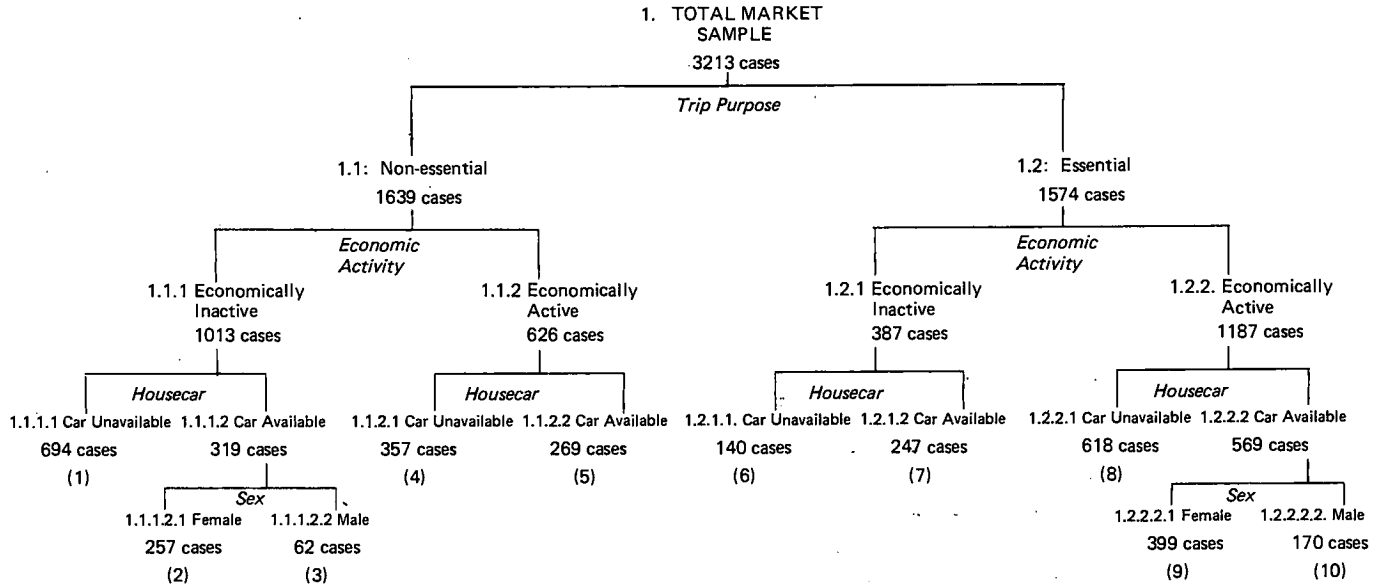 1. TOTAL MARKET
SAMPLE
3213 cases
Trip Purpose
1.1: Non-essential
1639 cases
1.2: Essential
1574 cases
Economic
Activity
Economic
Activity
1.1.1 Economically
Inactive
1013 cases
1.1.2 Economically
Active
626 cases
1.2.1 Economically
Inactive
387 cases
1.2.2. Economically
Active
1187 cases
Housecar
Housecar
Housecar
Housecar
1.1.1.1 Car Unavailable
694 cases
(1)
1.1.1.2 Car Available
319 cases
1.1.2.1 Car Unavailable
357 cases
(4)
1.1.2.2 Car Available
269 cases
(5)
1.2.1.1. Car Unavailable
140 cases
(6)
1.2.1.2 Car Available
247 cases
(7)
1.2.2.1 Car Unavailable
618 cases
(8)
1.2.2.2 Car Available
569 cases
Sex
1.1.1.2.1 Female
257 cases
(2)
1.1.1.2.2 Male
62 cases
(3)
Sex
1.2.2.2.1 Female
399 cases
(9)
1.2.2.2.2. Male
170 cases
(10)